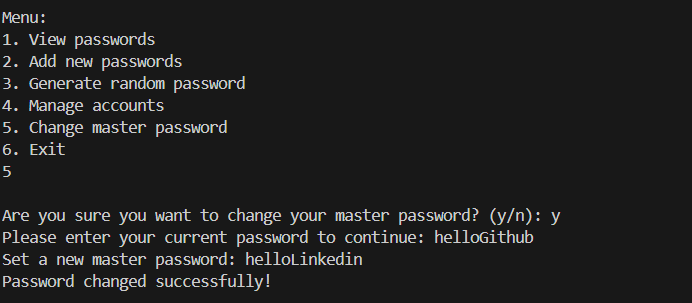 Menu:
1. View passwords
2. Add new passwords
3. Generate random password
4. Manage accounts
5. Change master password
6. Exit
5
Are you sure you want to change your master password? (y/n): y
Please enter your current password to continue: helloGithub
Set a new master password: helloLinkedin
Password changed successfully!